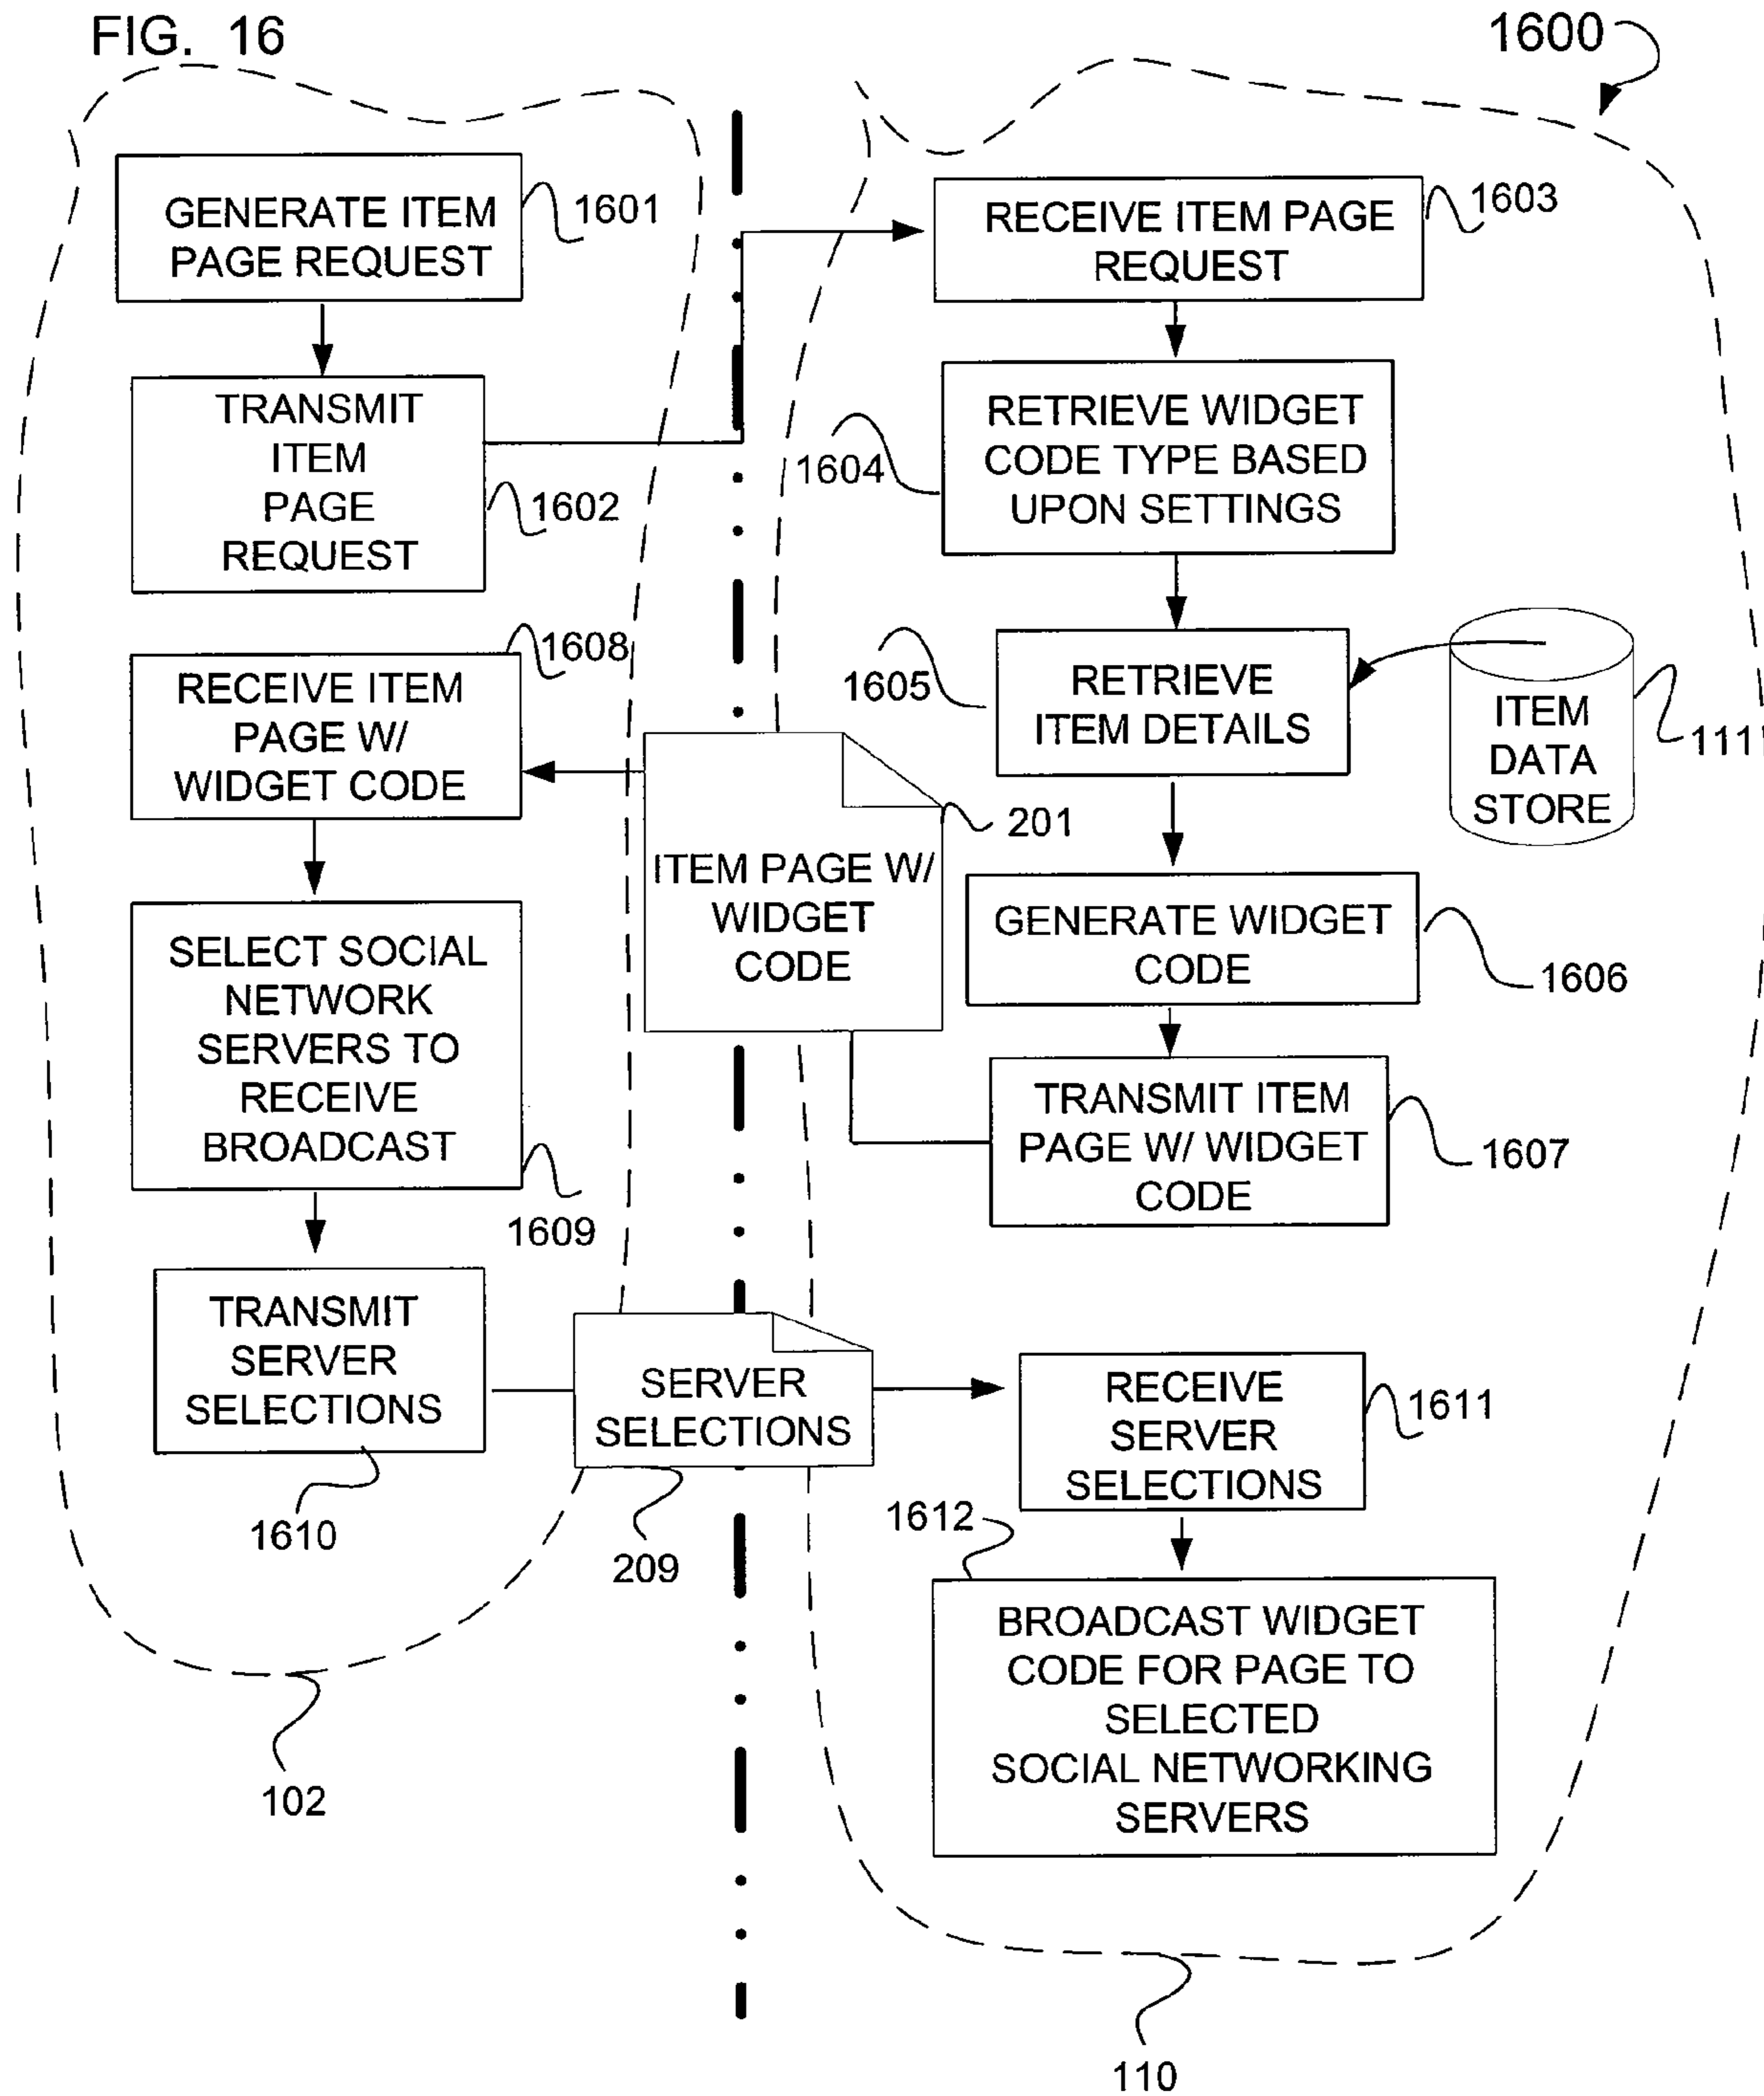 FIG. 16
1600
GENERATE ITEM
PAGE REQUEST
1601
TRANSMIT
ITEM
PAGE
REQUEST
1602
RECEIVE ITEM PAGE
REQUEST
1603
RETRIEVE WIDGET
CODE TYPE BASED
UPON SETTINGS
1604
RETRIEVE
ITEM DETAILS
1605
ITEM
DATA
STORE
111
GENERATE WIDGET
CODE
1606
TRANSMIT ITEM
PAGE W/ WIDGET
CODE
1607
ITEM PAGE W/
WIDGET
CODE
201
RECEIVE ITEM
PAGE W/
WIDGET CODE
1608
SELECT SOCIAL
NETWORK
SERVERS TO
RECEIVE
BROADCAST
1609
TRANSMIT
SERVER
SELECTIONS
1610
SERVER
SELECTIONS
209
RECEIVE
SERVER
SELECTIONS
1611
1612
BROADCAST WIDGET
CODE FOR PAGE TO
SELECTED
SOCIAL NETWORKING
SERVERS
102
110